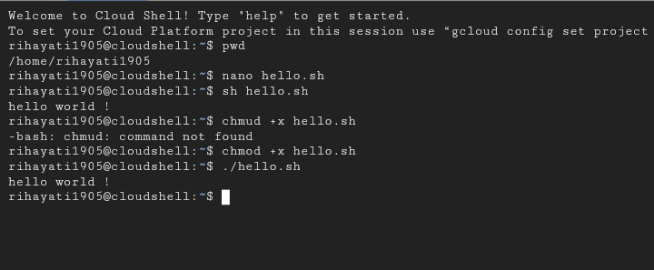 Welcome to Cloud Shell! Type "help" to get started.
To set your Cloud Platform project in this session use “gcloud config set project
rihayati1905@cloudshell:~$ pwd
/home/rihayati1905
rihayati1905@cloudshell:~$ nano hello.sh
rihayati1905@cloudshell:~$ sh hello.sh
hello world !
rihayati1905@cloudshell:~$ chmud +x hello.sh
-bash: chmud: command not found
rihayati1905@cloudshell:~$ chmod +x hello.sh
rihayati1905@cloudshell:~$ ./hello.sh
hello world !
rihayati1905@cloudshell:~$